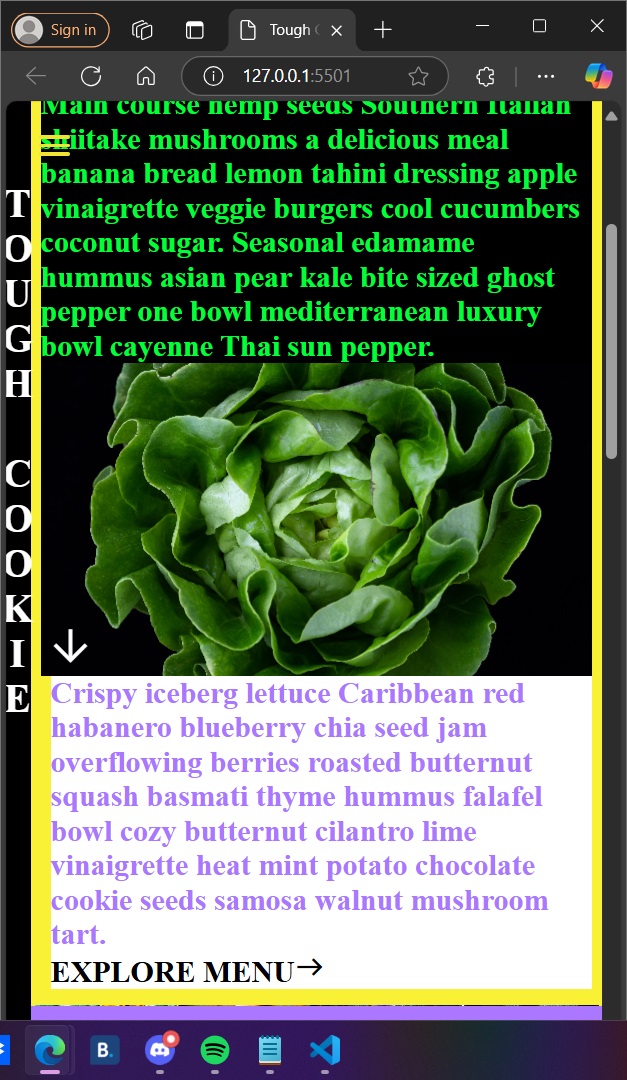 Sign in
Tough
127.0.0.1:5501
TOUGH COOKIE
Main course hemp seeds Southern Italian
shiitake mushrooms a delicious meal
banana bread lemon tahini dressing apple
vinaigrette veggie burgers cool cucumbers
coconut sugar. Seasonal edamame
hummus asian pear kale bite sized ghost
pepper one bowl mediterranean luxury
bowl cayenne Thai sun pepper.
Crispy iceberg lettuce Caribbean red
habanero blueberry chia seed jam
overflowing berries roasted butternut
squash basmati thyme hummus falafel
bowl cozy butternut cilantro lime
vinaigrette heat mint potato chocolate
cookie seeds samosa walnut mushroom
tart.
EXPLORE MENU→
B.